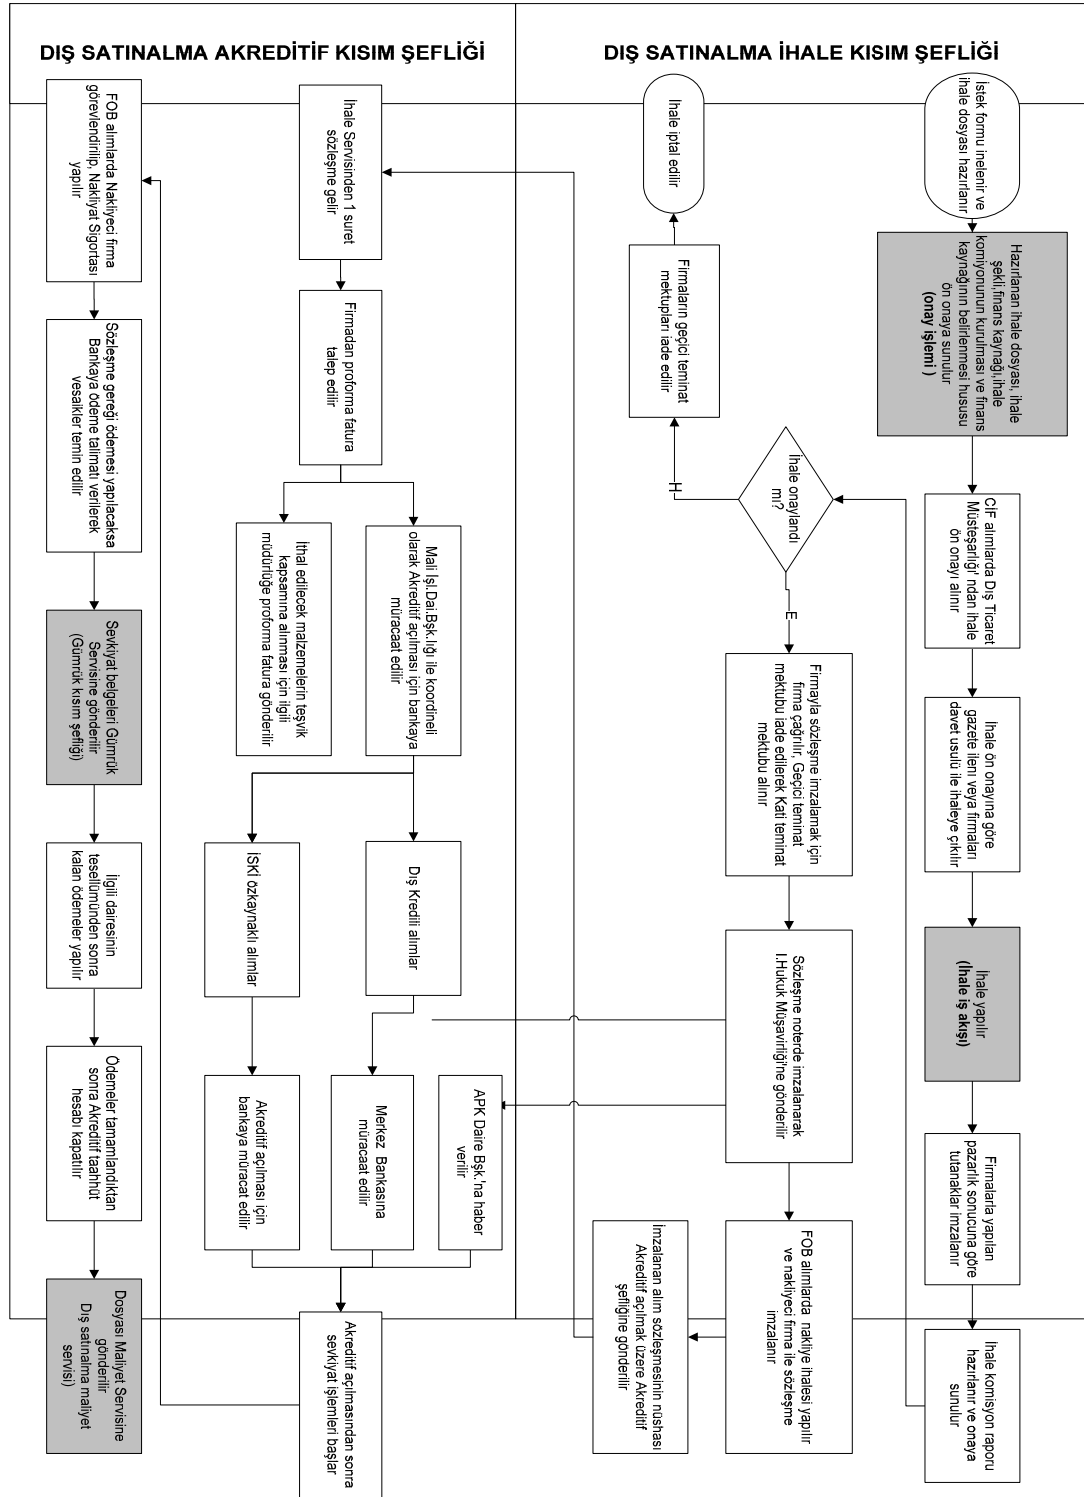 DIŞ SATINALMA AKREDİTİF KISIM ŞEFLİĞİ
DIŞ SATINALMA İHALE KISIM ŞEFLİĞİ
İstek formu inelenir ve
ihale dosyası hazırlanır
Hazırlanan ihale dosyası, ihale
şekli,finans kaynağı,ihale
komiyonunun kurulması ve finans
kaynağının belirlenmesi hususu
ön onaya sunulur
(onay işlemi )
CİF alımlarda Dış Ticaret
Müsteşarlığı' ndan ihale
ön onayı alınır
İhale ön onayına göre
gazete ileni veya firmaları
davet usulü ile ihaleye çıkılır
İhale yapılır
(İhale iş akışı)
Firmalarla yapılan
pazarlık sonucuna göre
tutanaklar imzalanır
İhale komisyon raporu
hazırlanır ve onaya
sunulur
İhale onaylandı
mı?
H
E
Firmaların geçici teminat
mektupları iade edilir
İhale iptal edilir
Firmayla sözleşme imzalamak için
firma çağrılır, Geçici teminat
mektubu iade edilerek Kati teminat
mektubu alınır
Sözleşme noterde imzalanarak
I.Hukuk Müşavirliği'ne gönderilir
FOB alımlarda nakliye ihalesi yapılır
ve nakliyeci firma ile sözleşme
imzalanır
İmzalanan alım sözleşmesinin nüshası
Akreditif açılmak üzere Akreditif
şefliğine gönderilir
APK Daire Bşk.'na haber
verilir
İhale Servisinden 1 suret
sözleşme gelir
Firmadan proforma fatura
talep edilir
Mali İşl.Dai.Bşk.lığı ile koordineli
olarak Akreditif açılması için bankaya
müracaat edilir
İthal edilecek malzemelerin teşvik
kapsamına alınması için ilgili
müdürlüğe proforma fatura gönderilir
Dış Kredili alımlar
İSKİ özkaynaklı alımlar
Merkez Bankasına
müracaat edilir
Akreditif açılması için
bankaya müracat edilir
Akreditif açılmasından sonra
sevkiyat işlemleri başlar
FOB alımlarda Nakliyeci firma
görevlendirilip, Nakliyat Sigortası
yapılır
Sözleşme gereği ödemesi yapılacaksa
Bankaya ödeme talimatı verilerek
vesaikler temin edilir
Sevkiyat belgeleri Gümrük
Servisine gönderilir
(Gümrük kısım şefliği)
İlgili dairesinin
tesellümünden sonra
kalan ödemeler yapılır
Ödemeler tamamlandıktan
sonra Akreditif taahhüt
hesabı kapatılır
Dosyası Maliyet Servisine
gönderilir
Dış satınalma maliyet
servisi)